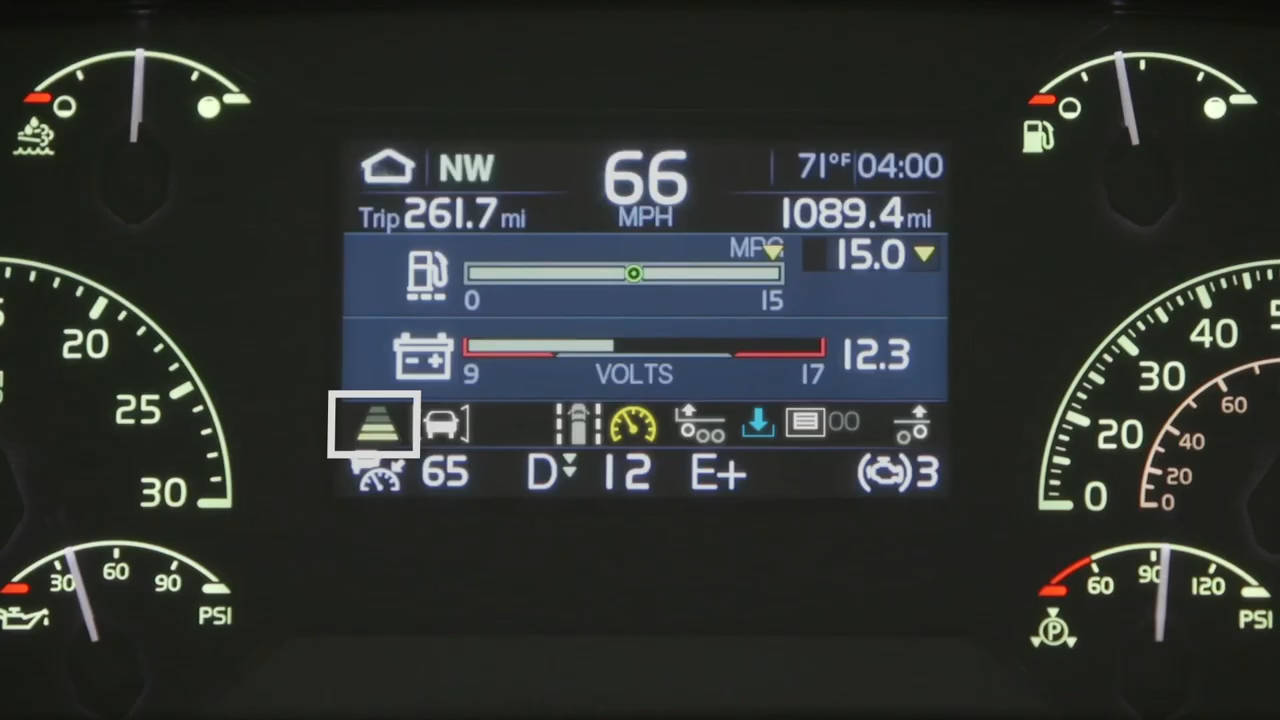 NW
66
MPH
71°F 04:00
Trip 261.7 mi
1089.4 mi
MPG
15.0
0 15
12.3
9 VOLTS 17
00
65 D 12 E+ 3
20
25
30
30 60 90
PSI
40
30
20
0
60
40
20
0
60 90 120
PSI
P